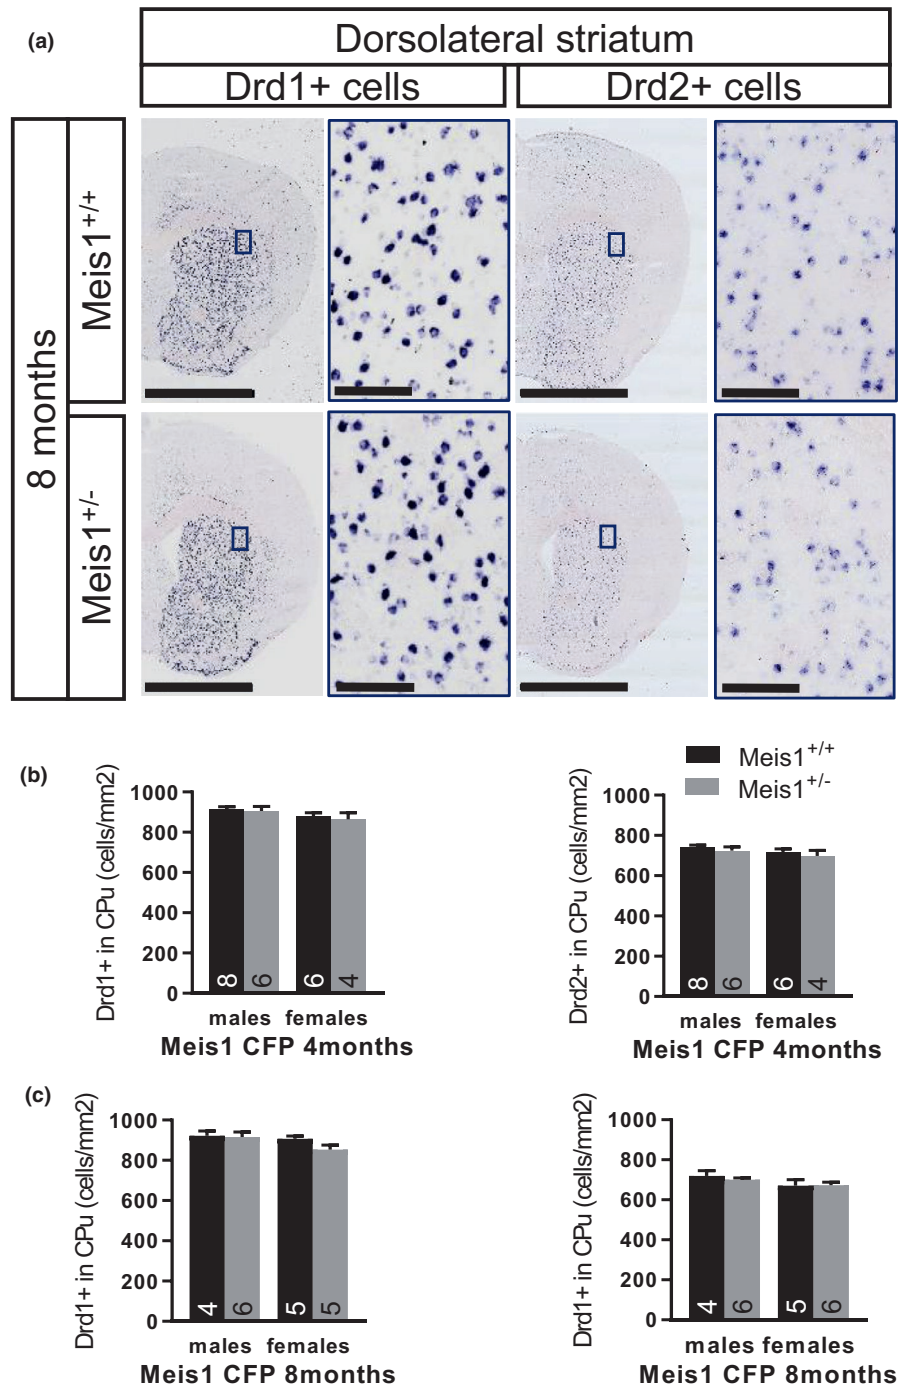 (a)
Dorsolateral striatum
Drd1+ cells
Drd2+ cells
8 months
Meis1+/+
Meis1+/-
(b)
Meis1+/+
Meis1+/-
Drd1+ in CPu (cells/mm2)
1000
800
600
400
200
0
8
6
6
4
males females
Meis1 CFP 4months
Drd2+ in CPu (cells/mm2)
1000
800
600
400
200
0
8
6
6
4
males females
Meis1 CFP 4months
(c)
Drd1+ in CPu (cells/mm2)
1000
800
600
400
200
0
4
6
5
5
males females
Meis1 CFP 8months
Drd1+ in CPu (cells/mm2)
1000
800
600
400
200
0
4
6
5
6
males females
Meis1 CFP 8months